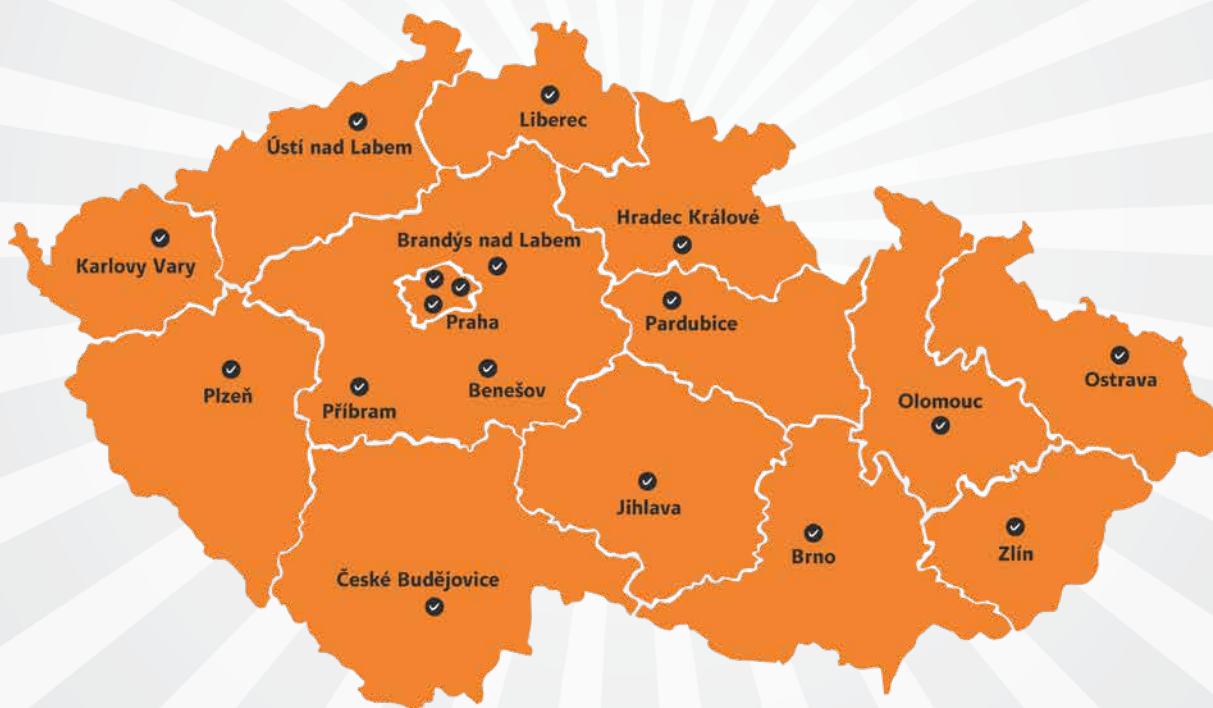 Liberec
Ústí nad Labem
Hradec Králové
Brandýs nad Labem
Karlovy Vary
Praha
Pardubice
Plzeň
Příbram
Benešov
Ostrava
Olomouc
Jihlava
Brno
Zlín
České Budějovice